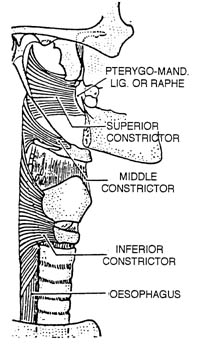 PTERYGO-MAND.
LIG. OR RAPHE
SUPERIOR
CONSTRICTOR
MIDDLE
CONSTRICTOR
INFERIOR
CONSTRICTOR
OESOPHAGUS